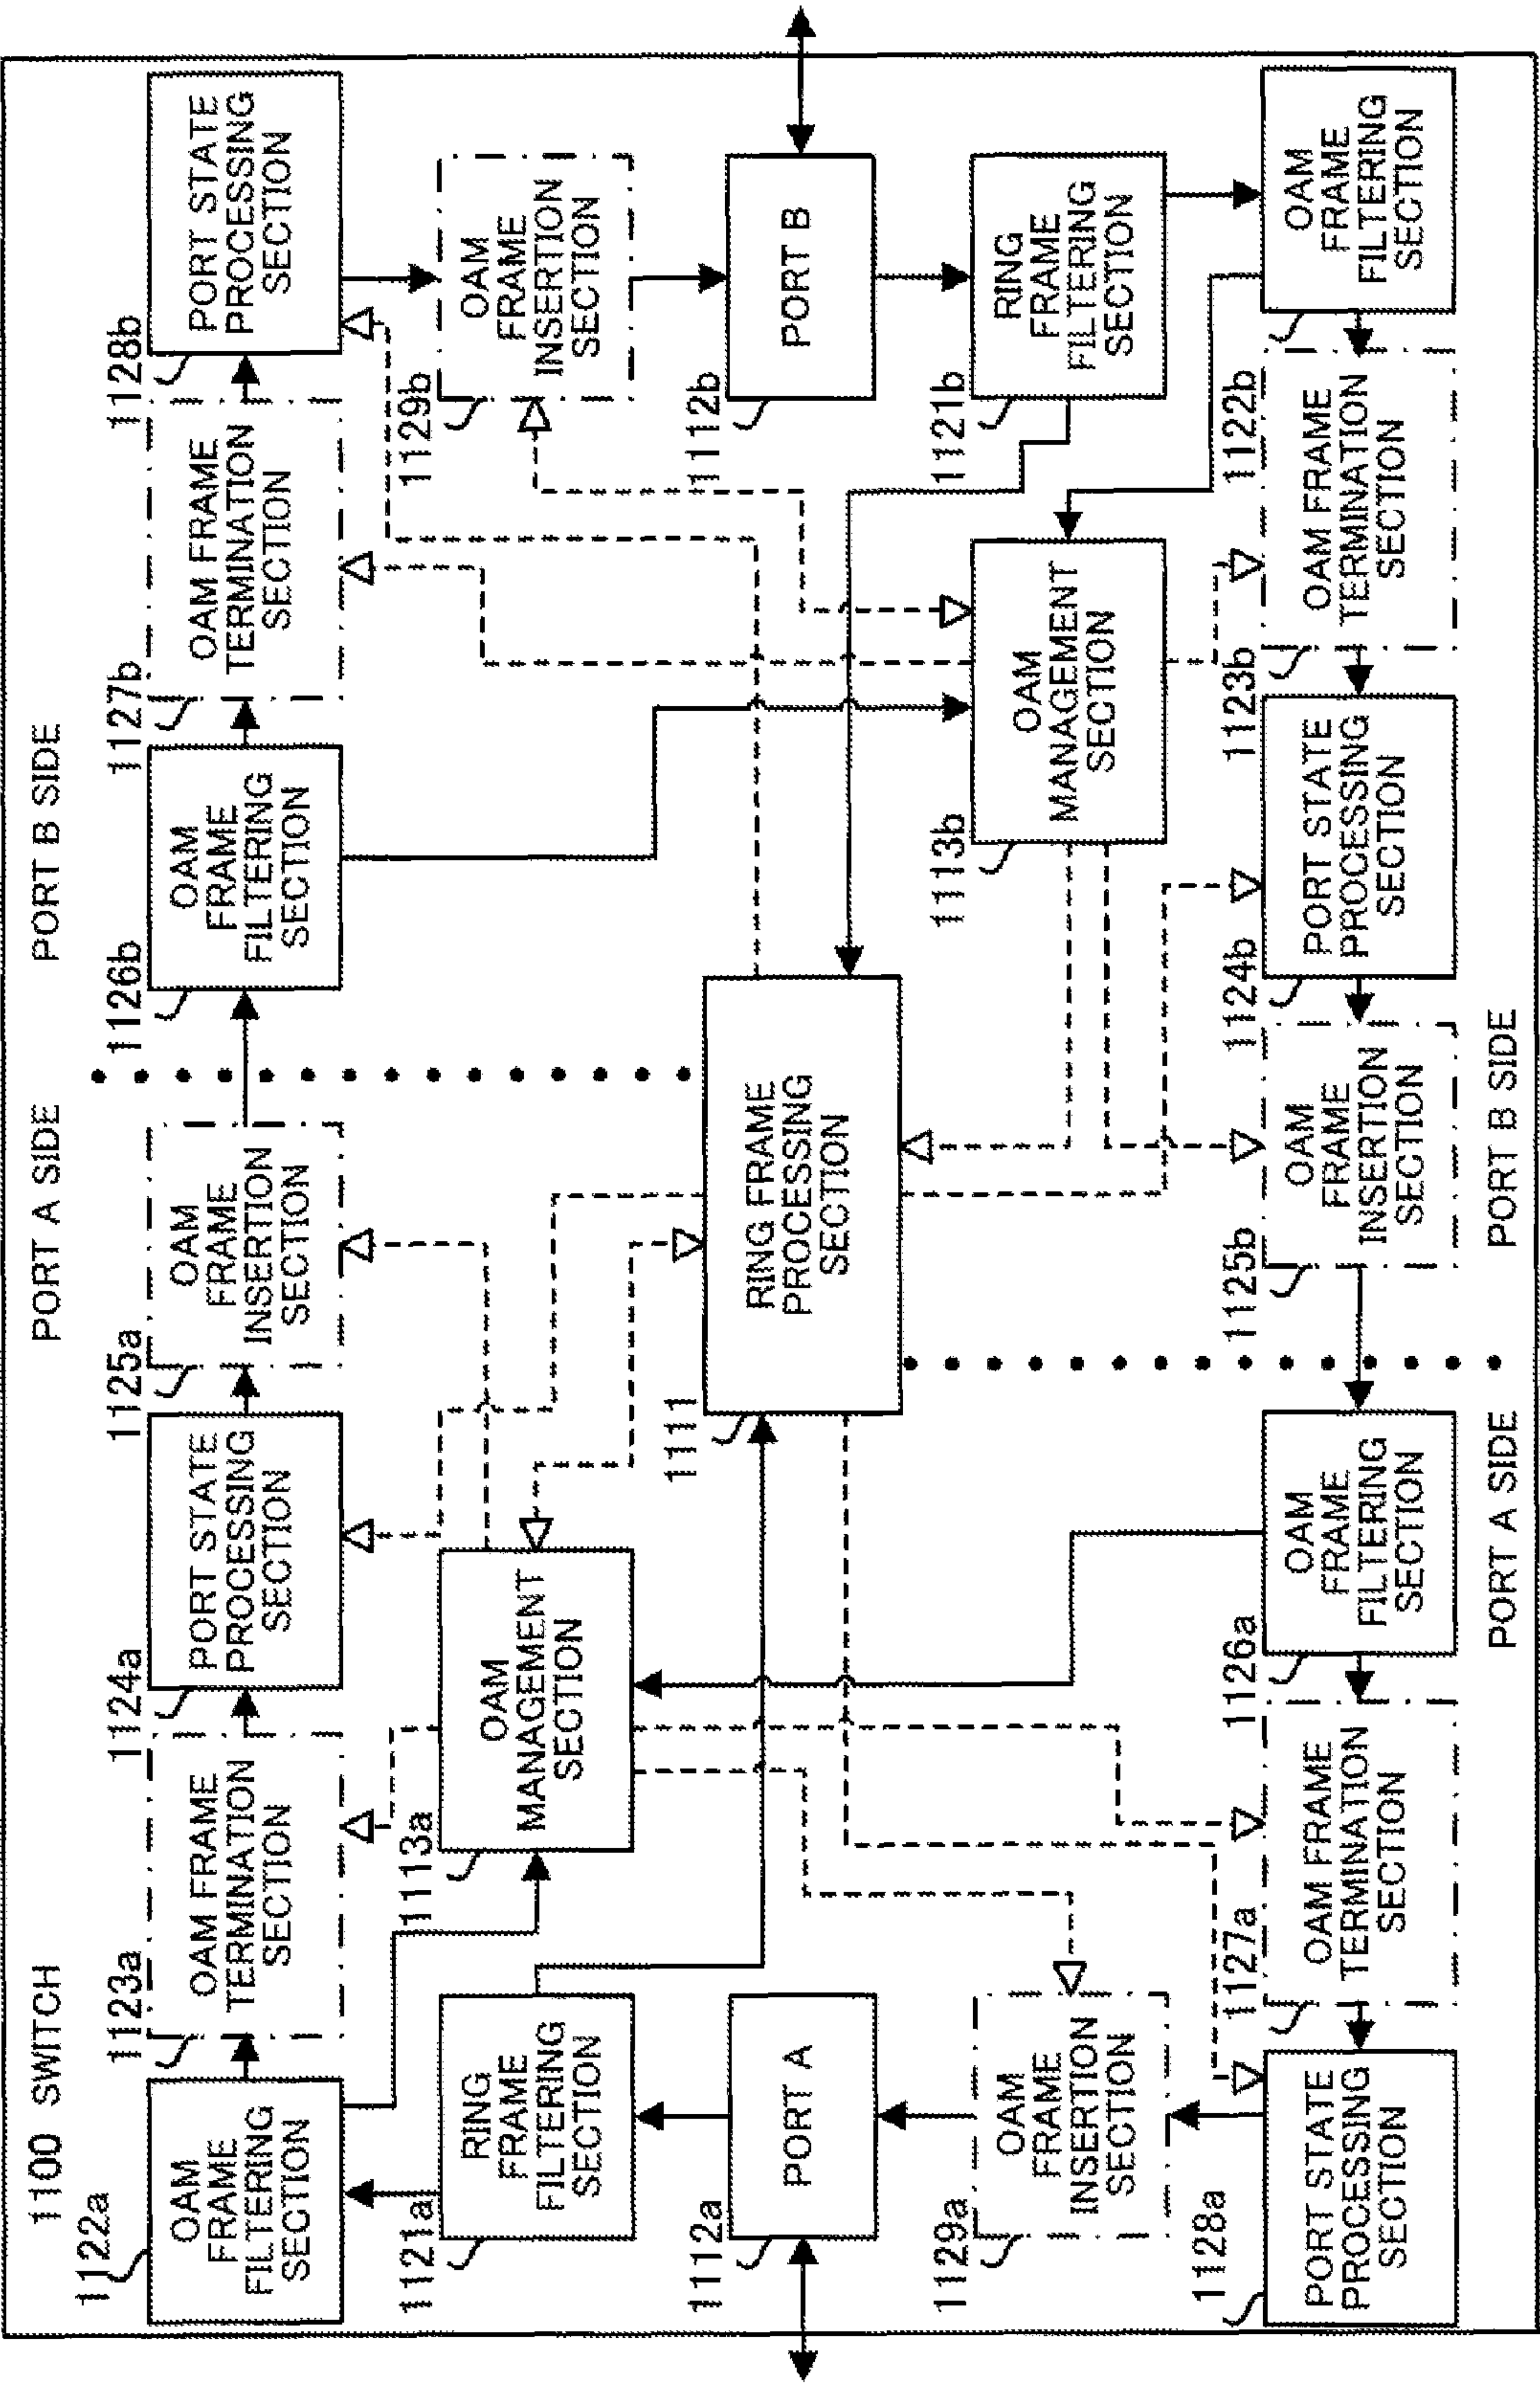 1100 SWITCH
PORT A SIDE
PORT B SIDE
1122a
OAM
FRAME
FILTERING
SECTION
1123a
OAM FRAME
TERMINATION
SECTION
1124a
PORT STATE
PROCESSING
SECTION
1125a
OAM
FRAME
INSERTION
SECTION
1126b
OAM
FRAME
FILTERING
SECTION
1127b
OAM FRAME
TERMINATION
SECTION
1128b
PORT STATE
PROCESSING
SECTION
1121a
RING
FRAME
FILTERING
SECTION
1113a
OAM
MANAGEMENT
SECTION
1129b
OAM
FRAME
INSERTION
SECTION
1112a
PORT A
1111
RING FRAME
PROCESSING
SECTION
1112b
PORT B
1129a
OAM
FRAME
INSERTION
SECTION
1113b
OAM
MANAGEMENT
SECTION
1121b
RING
FRAME
FILTERING
SECTION
1128a
PORT STATE
PROCESSING
SECTION
1127a
OAM FRAME
TERMINATION
SECTION
1126a
OAM
FRAME
FILTERING
SECTION
1125b
OAM
FRAME
INSERTION
SECTION
1124b
PORT STATE
PROCESSING
SECTION
1123b
OAM FRAME
TERMINATION
SECTION
1122b
OAM
FRAME
FILTERING
SECTION
PORT A SIDE
PORT B SIDE